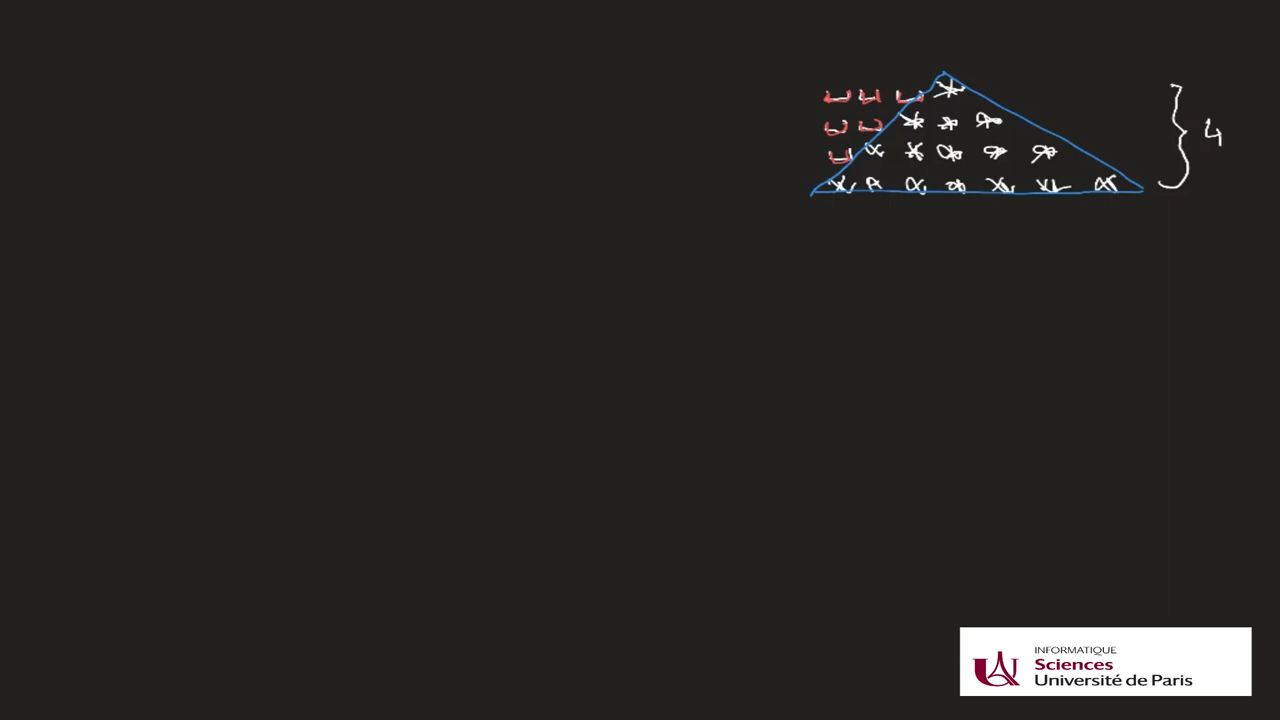 ␣ ␣ ␣ *
␣ ␣ * * *
␣ * * * * *
* * * * * * *
4
INFORMATIQUE
Sciences
Université de Paris